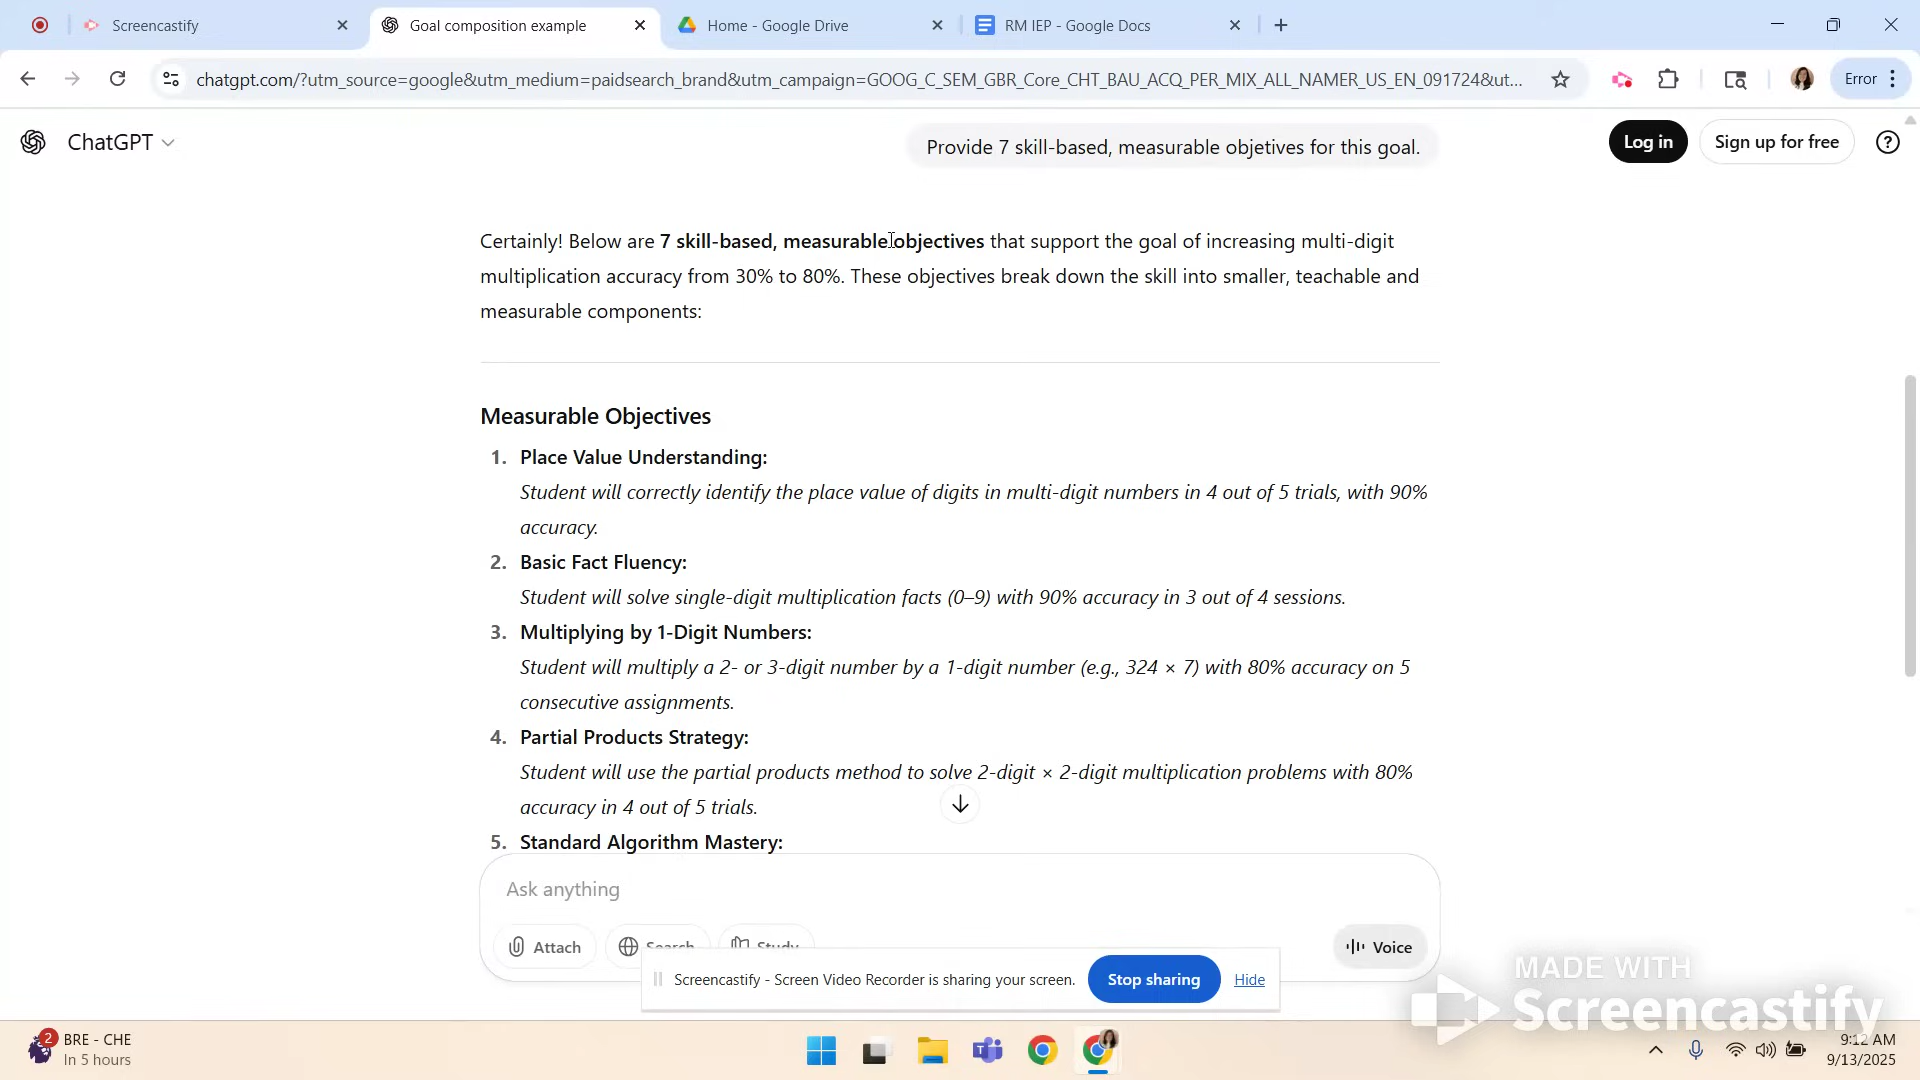 Screencastify
Goal composition example
Home - Google Drive
RM IEP - Google Docs
chatgpt.com/?utm_source=google&utm_medium=paidsearch_brand&utm_campaign=GOOG_C_SEM_GBR_Core_CHT_BAU_ACQ_PER_MIX_ALL_NAMER_US_EN_091724&ut...
Error
ChatGPT
Provide 7 skill-based, measurable objetives for this goal.
Log in
Sign up for free
Certainly! Below are 7 skill-based, measurable objectives that support the goal of increasing multi-digit
multiplication accuracy from 30% to 80%. These objectives break down the skill into smaller, teachable and
measurable components:
Measurable Objectives
1. Place Value Understanding:
Student will correctly identify the place value of digits in multi-digit numbers in 4 out of 5 trials, with 90%
accuracy.
2. Basic Fact Fluency:
Student will solve single-digit multiplication facts (0–9) with 90% accuracy in 3 out of 4 sessions.
3. Multiplying by 1-Digit Numbers:
Student will multiply a 2- or 3-digit number by a 1-digit number (e.g., 324 × 7) with 80% accuracy on 5
consecutive assignments.
4. Partial Products Strategy:
Student will use the partial products method to solve 2-digit × 2-digit multiplication problems with 80%
accuracy in 4 out of 5 trials.
5. Standard Algorithm Mastery:
Ask anything
Attach
Search
Study
Voice
Screencastify - Screen Video Recorder is sharing your screen.
Stop sharing
Hide
MADE WITH
Screencastify
2
BRE - CHE
In 5 hours
9:12 AM
9/13/2025